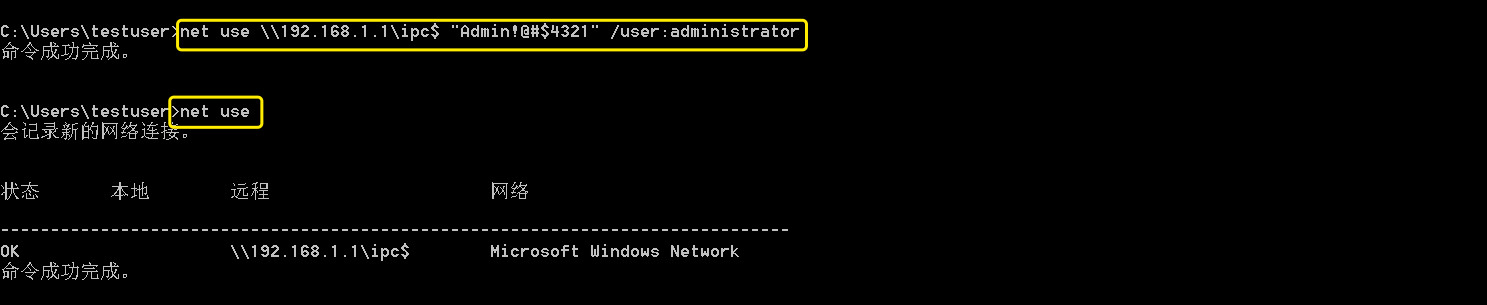 C:\Users\testuser>net use \\192.168.1.1\ipc$ "Admin!@#$4321" /user:administrator
命令成功完成。
C:\Users\testuser>net use
会记录新的网络连接。
状态 本地 远程 网络
-------------------------------------------------------------------------------
OK \\192.168.1.1\ipc$ Microsoft Windows Network
命令成功完成。